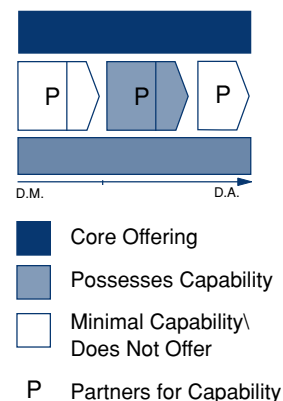 P P P
D.M. D.A.
Core Offering
Possesses Capability
Minimal Capability\
Does Not Offer
P Partners for Capability